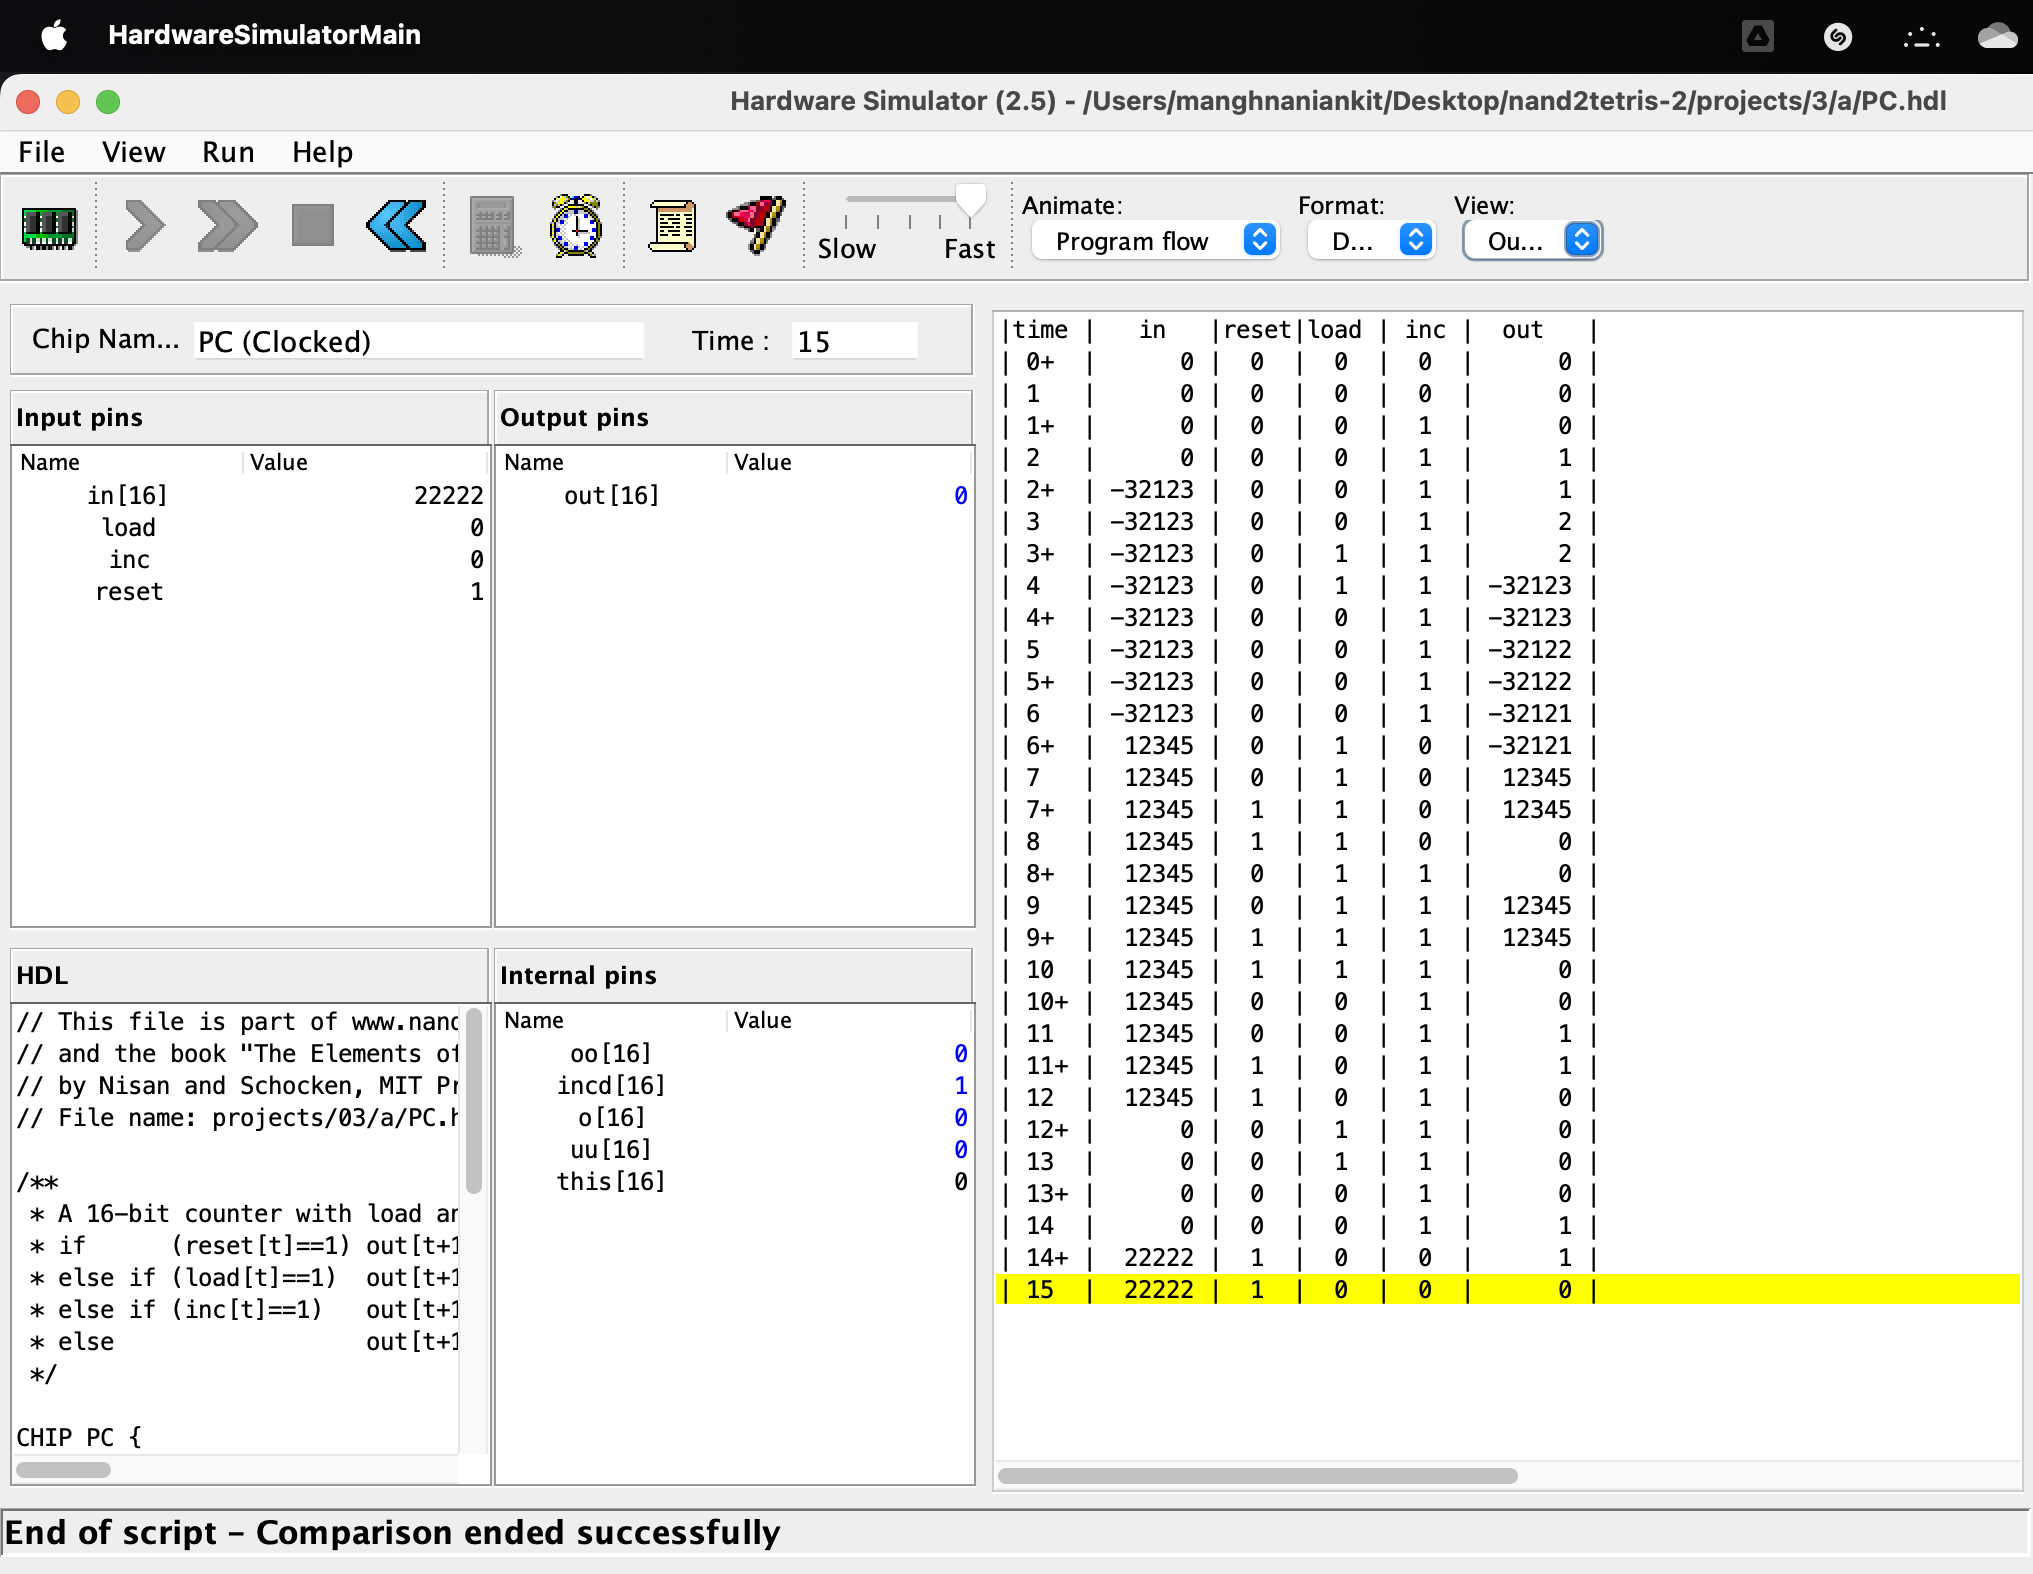 HardwareSimulatorMain
Hardware Simulator (2.5) - /Users/manghnaniankit/Desktop/nand2tetris-2/projects/3/a/PC.hdl
File View Run Help
Animate: Format: View:
Slow Fast Program flow D... Ou...
Chip Nam... PC (Clocked) Time : 15
Input pins
Name Value
in[16] 22222
load 0
inc 0
reset 1
Output pins
Name Value
out[16] 0
HDL
// This file is part of www.nand
// and the book "The Elements of
// by Nisan and Schocken, MIT Pr
// File name: projects/03/a/PC.h
/**
* A 16-bit counter with load an
* if (reset[t]==1) out[t+1
* else if (load[t]==1) out[t+1
* else if (inc[t]==1) out[t+1
* else out[t+1
*/
CHIP PC {
Internal pins
Name Value
oo[16] 0
incd[16] 1
o[16] 0
uu[16] 0
this[16] 0
|time | in |reset|load | inc | out |
| 0+ | 0 | 0 | 0 | 0 | 0 |
| 1 | 0 | 0 | 0 | 0 | 0 |
| 1+ | 0 | 0 | 0 | 1 | 0 |
| 2 | 0 | 0 | 0 | 1 | 1 |
| 2+ | -32123 | 0 | 0 | 1 | 1 |
| 3 | -32123 | 0 | 0 | 1 | 2 |
| 3+ | -32123 | 0 | 1 | 1 | 2 |
| 4 | -32123 | 0 | 1 | 1 | -32123 |
| 4+ | -32123 | 0 | 0 | 1 | -32123 |
| 5 | -32123 | 0 | 0 | 1 | -32122 |
| 5+ | -32123 | 0 | 0 | 1 | -32122 |
| 6 | -32123 | 0 | 0 | 1 | -32121 |
| 6+ | 12345 | 0 | 1 | 0 | -32121 |
| 7 | 12345 | 0 | 1 | 0 | 12345 |
| 7+ | 12345 | 1 | 1 | 0 | 12345 |
| 8 | 12345 | 1 | 1 | 0 | 0 |
| 8+ | 12345 | 0 | 1 | 1 | 0 |
| 9 | 12345 | 0 | 1 | 1 | 12345 |
| 9+ | 12345 | 1 | 1 | 1 | 12345 |
| 10 | 12345 | 1 | 1 | 1 | 0 |
| 10+ | 12345 | 0 | 0 | 1 | 0 |
| 11 | 12345 | 0 | 0 | 1 | 1 |
| 11+ | 12345 | 1 | 0 | 1 | 1 |
| 12 | 12345 | 1 | 0 | 1 | 0 |
| 12+ | 0 | 0 | 1 | 1 | 0 |
| 13 | 0 | 0 | 1 | 1 | 0 |
| 13+ | 0 | 0 | 0 | 1 | 0 |
| 14 | 0 | 0 | 0 | 1 | 1 |
| 14+ | 22222 | 1 | 0 | 0 | 1 |
| 15 | 22222 | 1 | 0 | 0 | 0 |
End of script - Comparison ended successfully